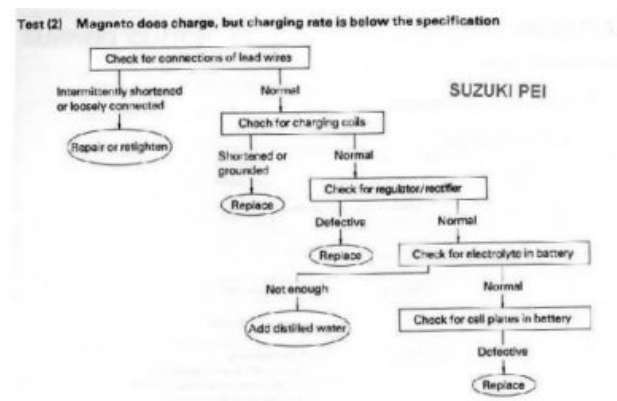 Test (2) Magneto does charge, but charging rate is below the specification
Check for connections of lead wires
Intermittently shortened
or loosely connected
Normal
SUZUKI PEI
Repair or retighten
Chech for charging coils
Shortened or
grounded
Normal
Replace
Check for regulator/rectifier
Defective
Normal
Replace
Check for electrolyte in battery
Not enough
Normal
Add distilled water
Check for cell plates in battery
Defective
Replace